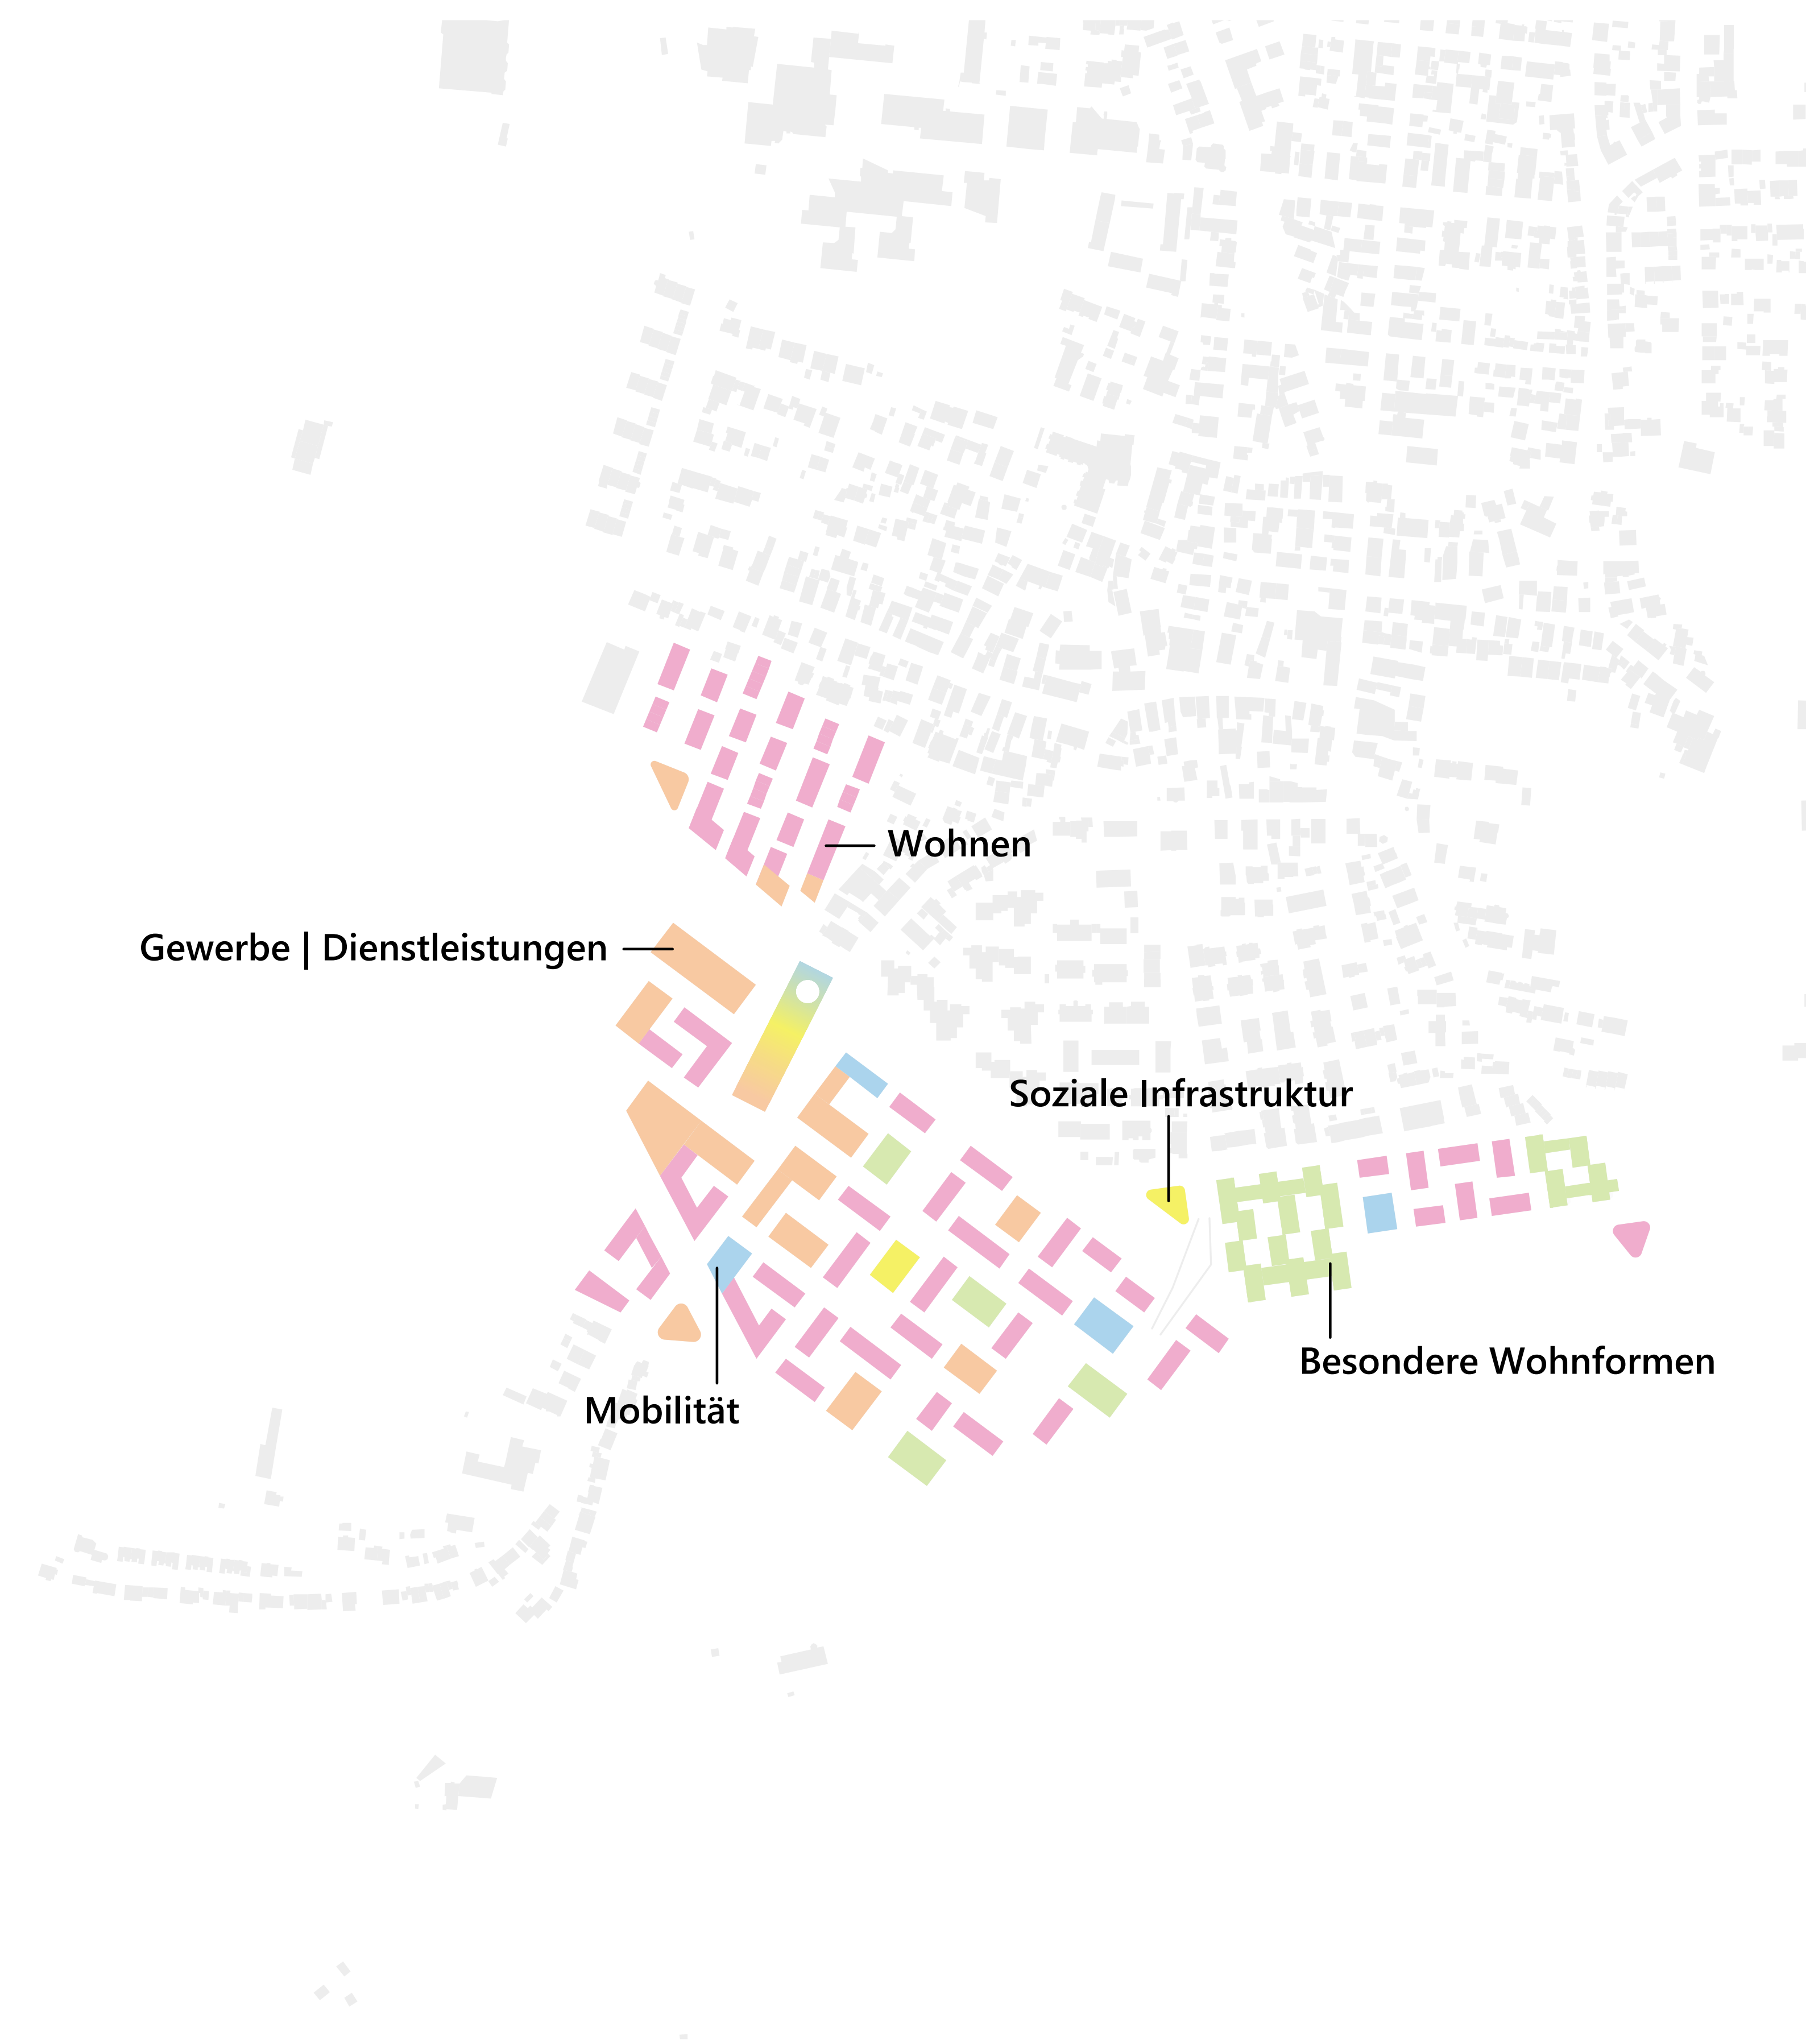 Wohnen
Gewerbe | Dienstleistungen
Soziale Infrastruktur
Besondere Wohnformen
Mobilität